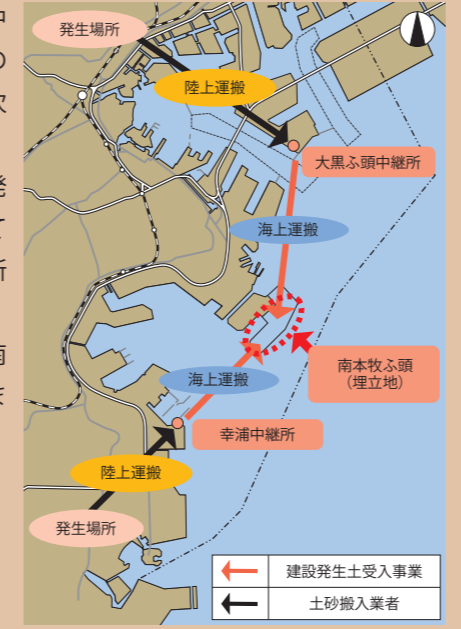 発生場所
陸上運搬
大黒ふ頭中継所
海上運搬
南本牧ふ頭
（埋立地）
海上運搬
幸浦中継所
陸上運搬
発生場所
建設発生土受入事業
土砂搬入業者